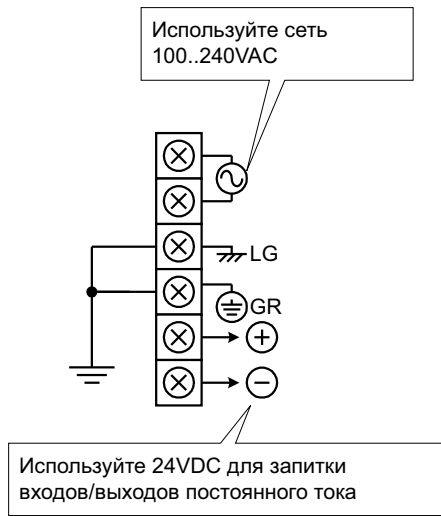 Используйте сеть
100..240VAC
LG
GR
Используйте 24VDC для запитки
входов/выходов постоянного тока